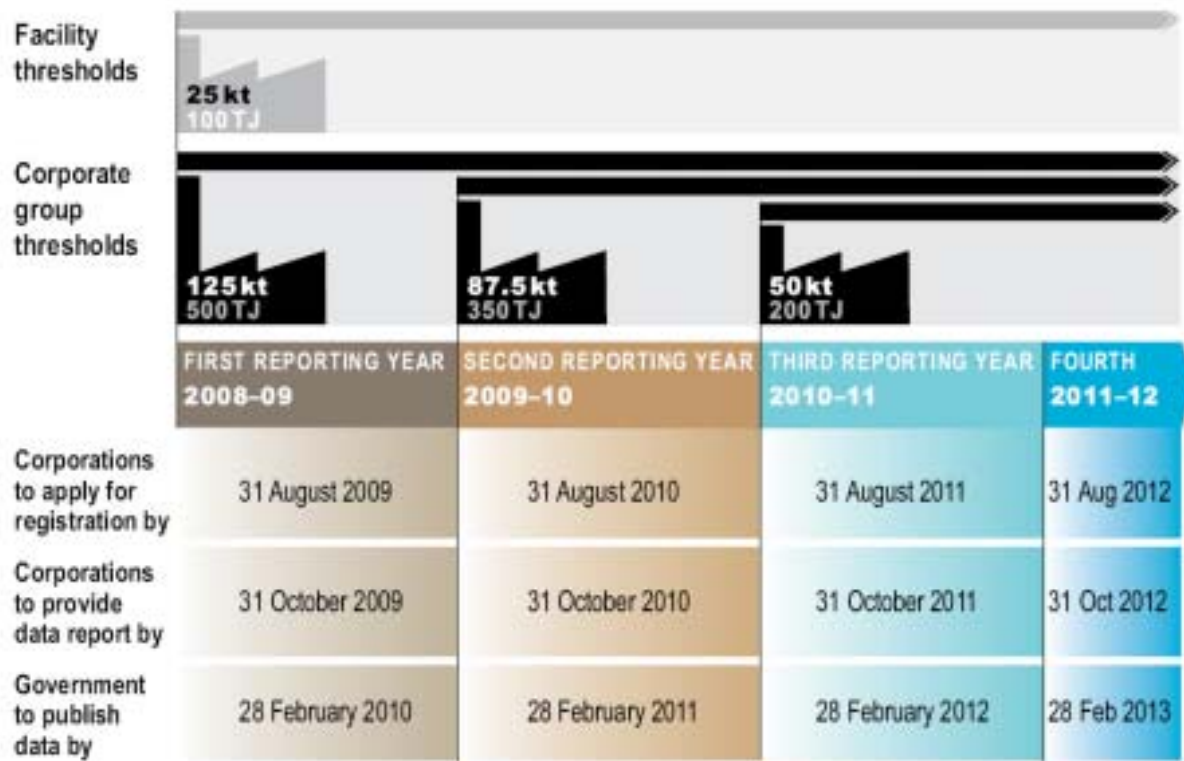 Facility
thresholds
25 kt
100 TJ
Corporate
group
thresholds
125 kt
500 TJ
87.5 kt
350 TJ
50 kt
200 TJ
FIRST REPORTING YEAR
2008–09
SECOND REPORTING YEAR
2009–10
THIRD REPORTING YEAR
2010–11
FOURTH
2011–12
Corporations
to apply for
registration by
31 August 2009
31 August 2010
31 August 2011
31 Aug 2012
Corporations
to provide
data report by
31 October 2009
31 October 2010
31 October 2011
31 Oct 2012
Government
to publish
data by
28 February 2010
28 February 2011
28 February 2012
28 Feb 2013